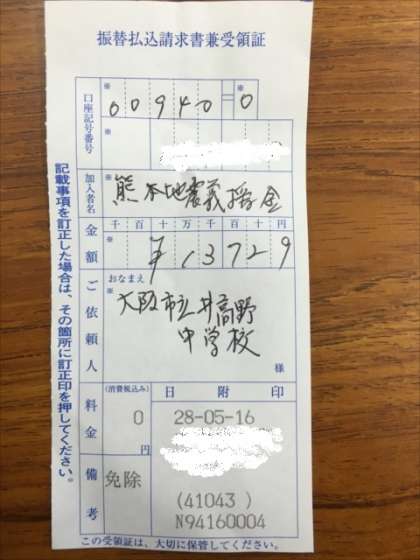 振替払込請求書兼受領証
口座記号番号
※
00940=0
※
加入者名
※
熊本地震義援金
金額
千百十万千百十円
※
¥13729
ご依頼人
おなまえ
※
大阪市立井高野
中学校
様
料金
(消費税込み)
0
円
日附印
28-05-16
備考
免除
(41043)
N94160004
記載事項を訂正した場合は、その箇所に訂正印を押してください。
この受領証は、大切に保管してください。